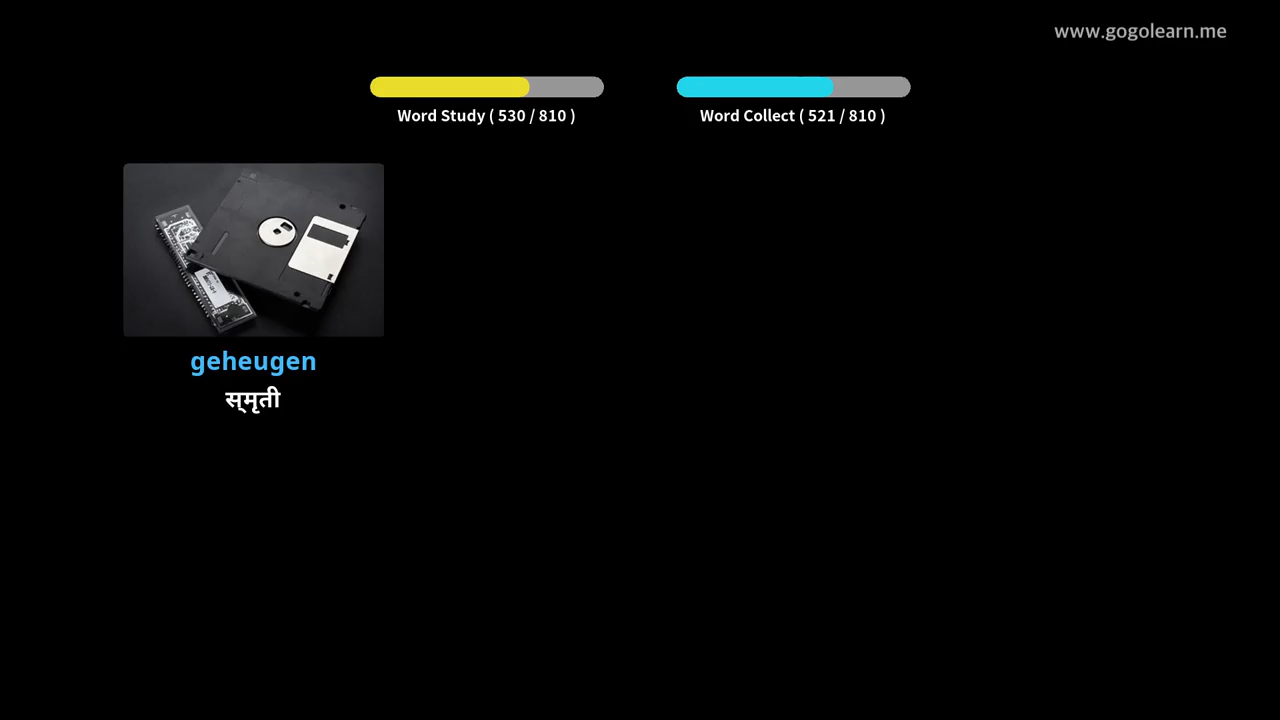 www.gogolearn.me
Word Study ( 530 / 810 )
Word Collect ( 521 / 810 )
geheugen
स्मृती